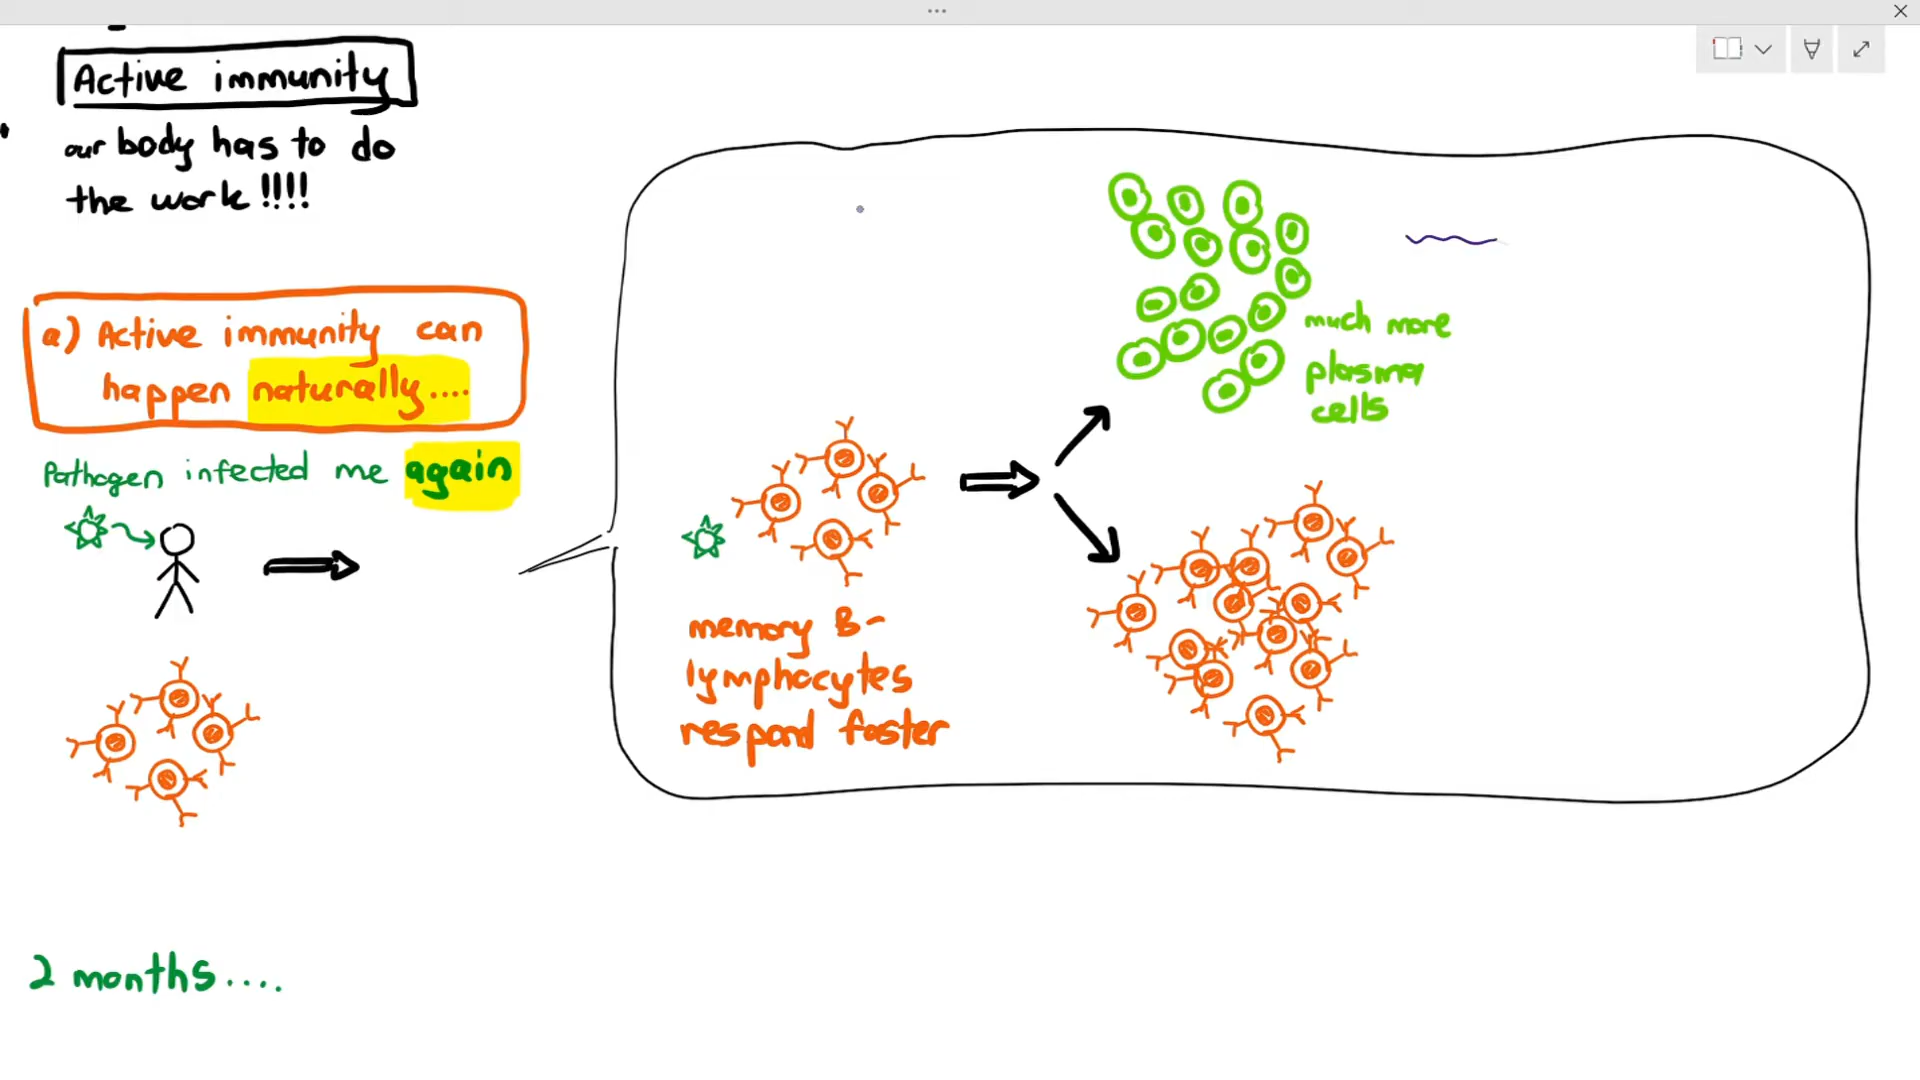 Active immunity
our body has to do
the work!!!!
a) Active immunity can
happen naturally....
Pathogen infected me again
much more
plasma
cells
memory B-
lymphocytes
respond faster
2 months....